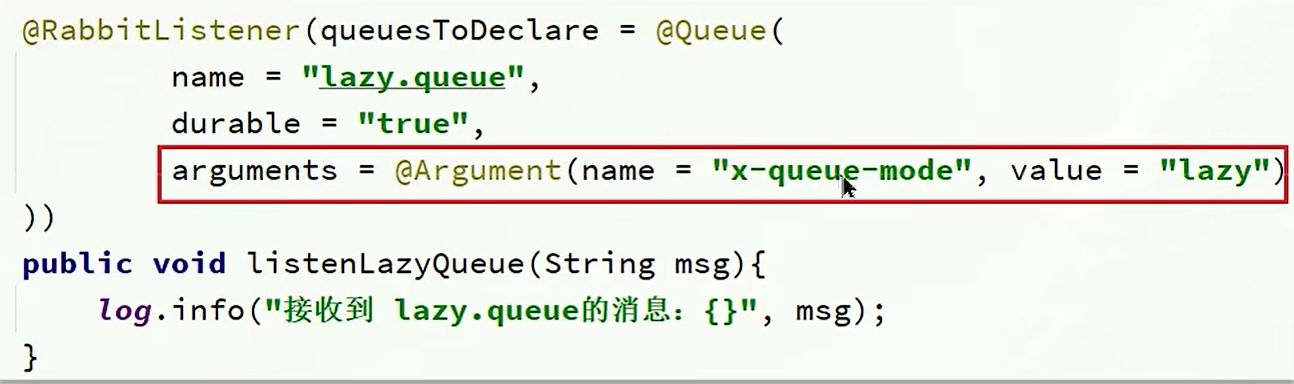 @RabbitListener(queuesToDeclare = @Queue(
        name = "lazy.queue",
        durable = "true",
        arguments = @Argument(name = "x-queue-mode", value = "lazy")
))
public void listenLazyQueue(String msg){
    log.info("接收到 lazy.queue的消息：{}", msg);
}